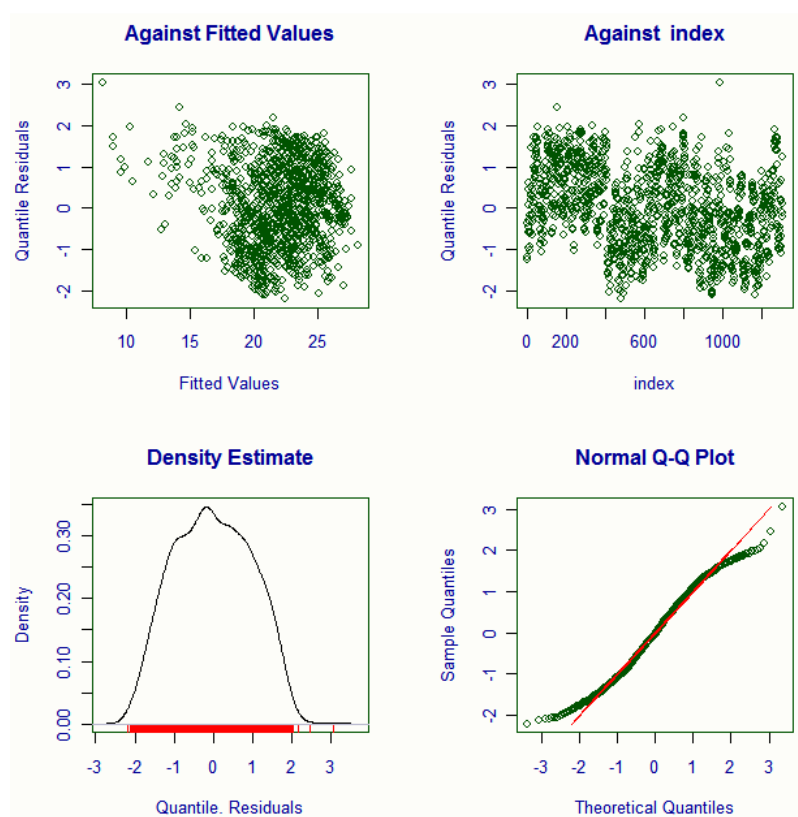 Against Fitted Values
3
2
1
0
-1
-2
Quantile Residuals
10 15 20 25
Fitted Values
Against index
3
2
1
0
-1
-2
Quantile Residuals
0 200 600 1000
index
Density Estimate
0.30
0.20
0.10
0.00
Density
-3 -2 -1 0 1 2 3
Quantile. Residuals
Normal Q-Q Plot
3
2
1
0
-1
-2
Sample Quantiles
-3 -2 -1 0 1 2 3
Theoretical Quantiles